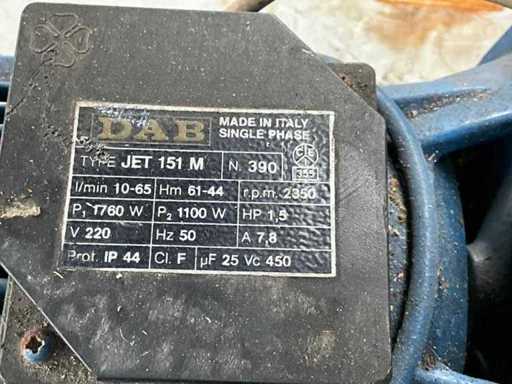 DAB MADE IN ITALY
SINGLE PHASE
TYPE JET 151 M N. 390
l/min 10-65 Hm 61-44 r.p.m. 2850
P₁ 1760 W P₂ 1100 W HP 1,5
V 220 Hz 50 A 7,8
Prot. IP 44 Cl. F µF 25 Vc 450